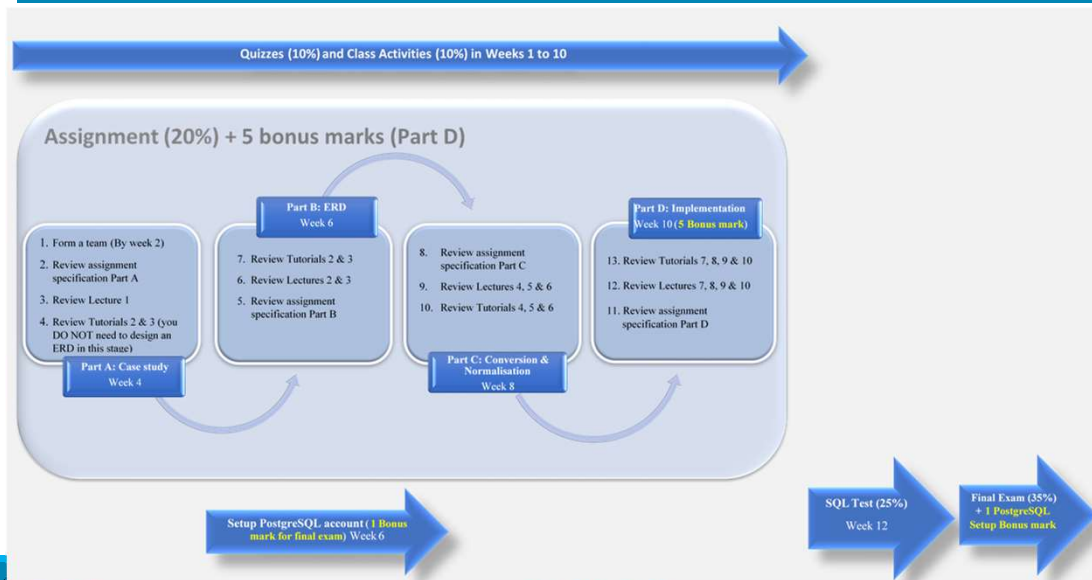 Quizzes (10%) and Class Activities (10%) in Weeks 1 to 10
Assignment (20%) + 5 bonus marks (Part D)
1. Form a team (By week 2)
2. Review assignment
specification Part A
3. Review Lecture 1
4. Review Tutorials 2 & 3 (you
DO NOT need to design an
ERD in this stage)
Part A: Case study
Week 4
Part B: ERD
Week 6
7. Review Tutorials 2 & 3
6. Review Lectures 2 & 3
5. Review assignment
specification Part B
8. Review assignment
specification Part C
9. Review Lectures 4, 5 & 6
10. Review Tutorials 4, 5 & 6
Part C: Conversion &
Normalisation
Week 8
Part D: Implementation
Week 10 (5 Bonus mark)
13. Review Tutorials 7, 8, 9 & 10
12. Review Lectures 7, 8, 9 & 10
11. Review assignment
specification Part D
Setup PostgreSQL account ( 1 Bonus
mark for final exam) Week 6
SQL Test (25%)
Week 12
Final Exam (35%)
+ 1 PostgreSQL
Setup Bonus mark